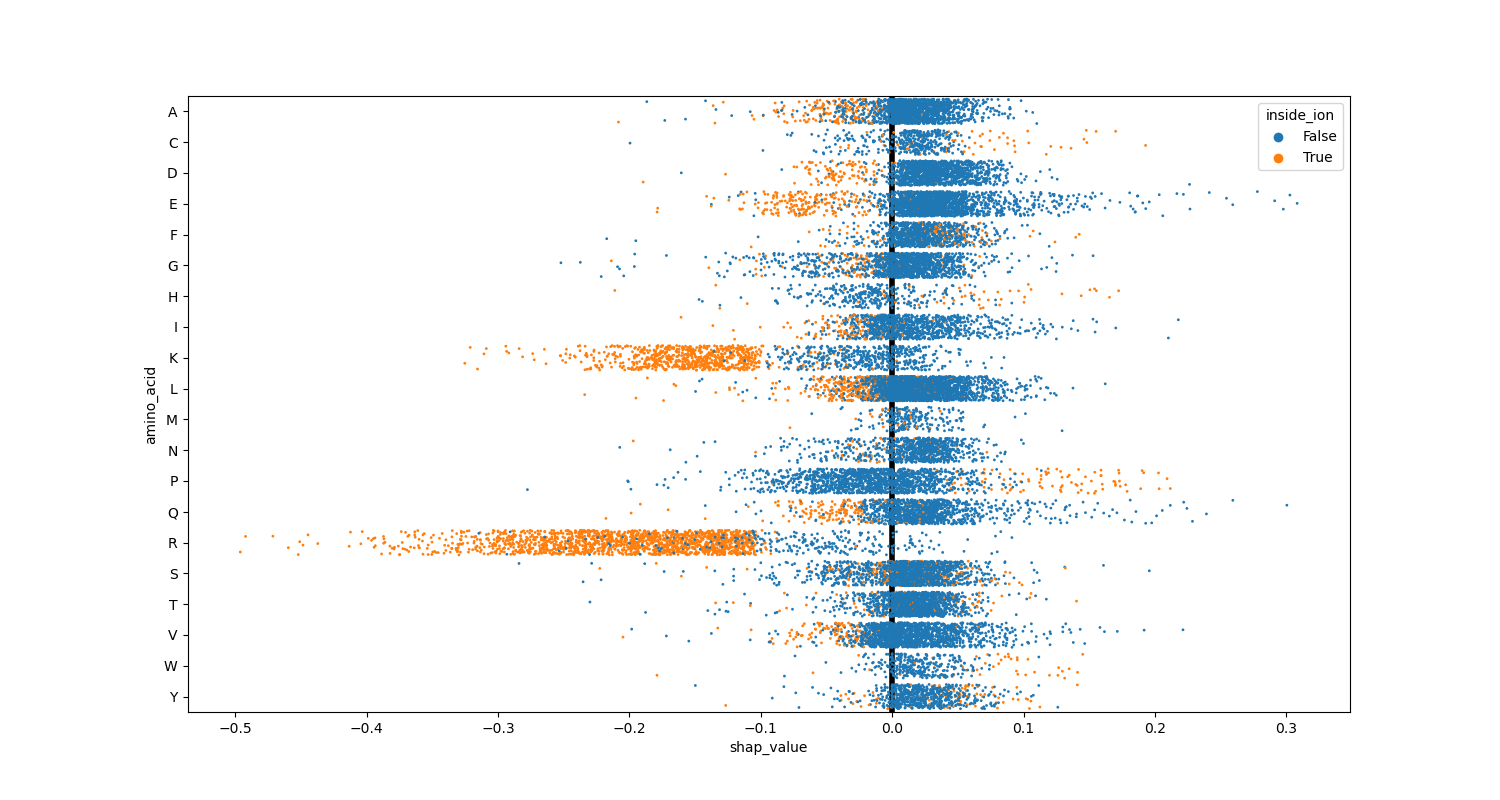 inside_ion
False
True
amino_acid
A
C
D
E
F
G
H
I
K
L
M
N
P
Q
R
S
T
V
W
Y
−0.5 −0.4 −0.3 −0.2 −0.1 0.0 0.1 0.2 0.3
shap_value